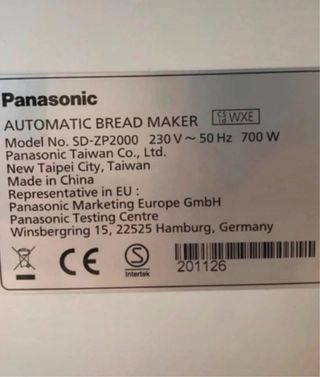 Panasonic
AUTOMATIC BREAD MAKER WXE
Model No. SD-ZP2000 230 V ~ 50 Hz 700 W
Panasonic Taiwan Co., Ltd.
New Taipei City, Taiwan
Made in China
Representative in EU :
Panasonic Marketing Europe GmbH
Panasonic Testing Centre
Winsbergring 15, 22525 Hamburg, Germany
CE S
Intertek
201126